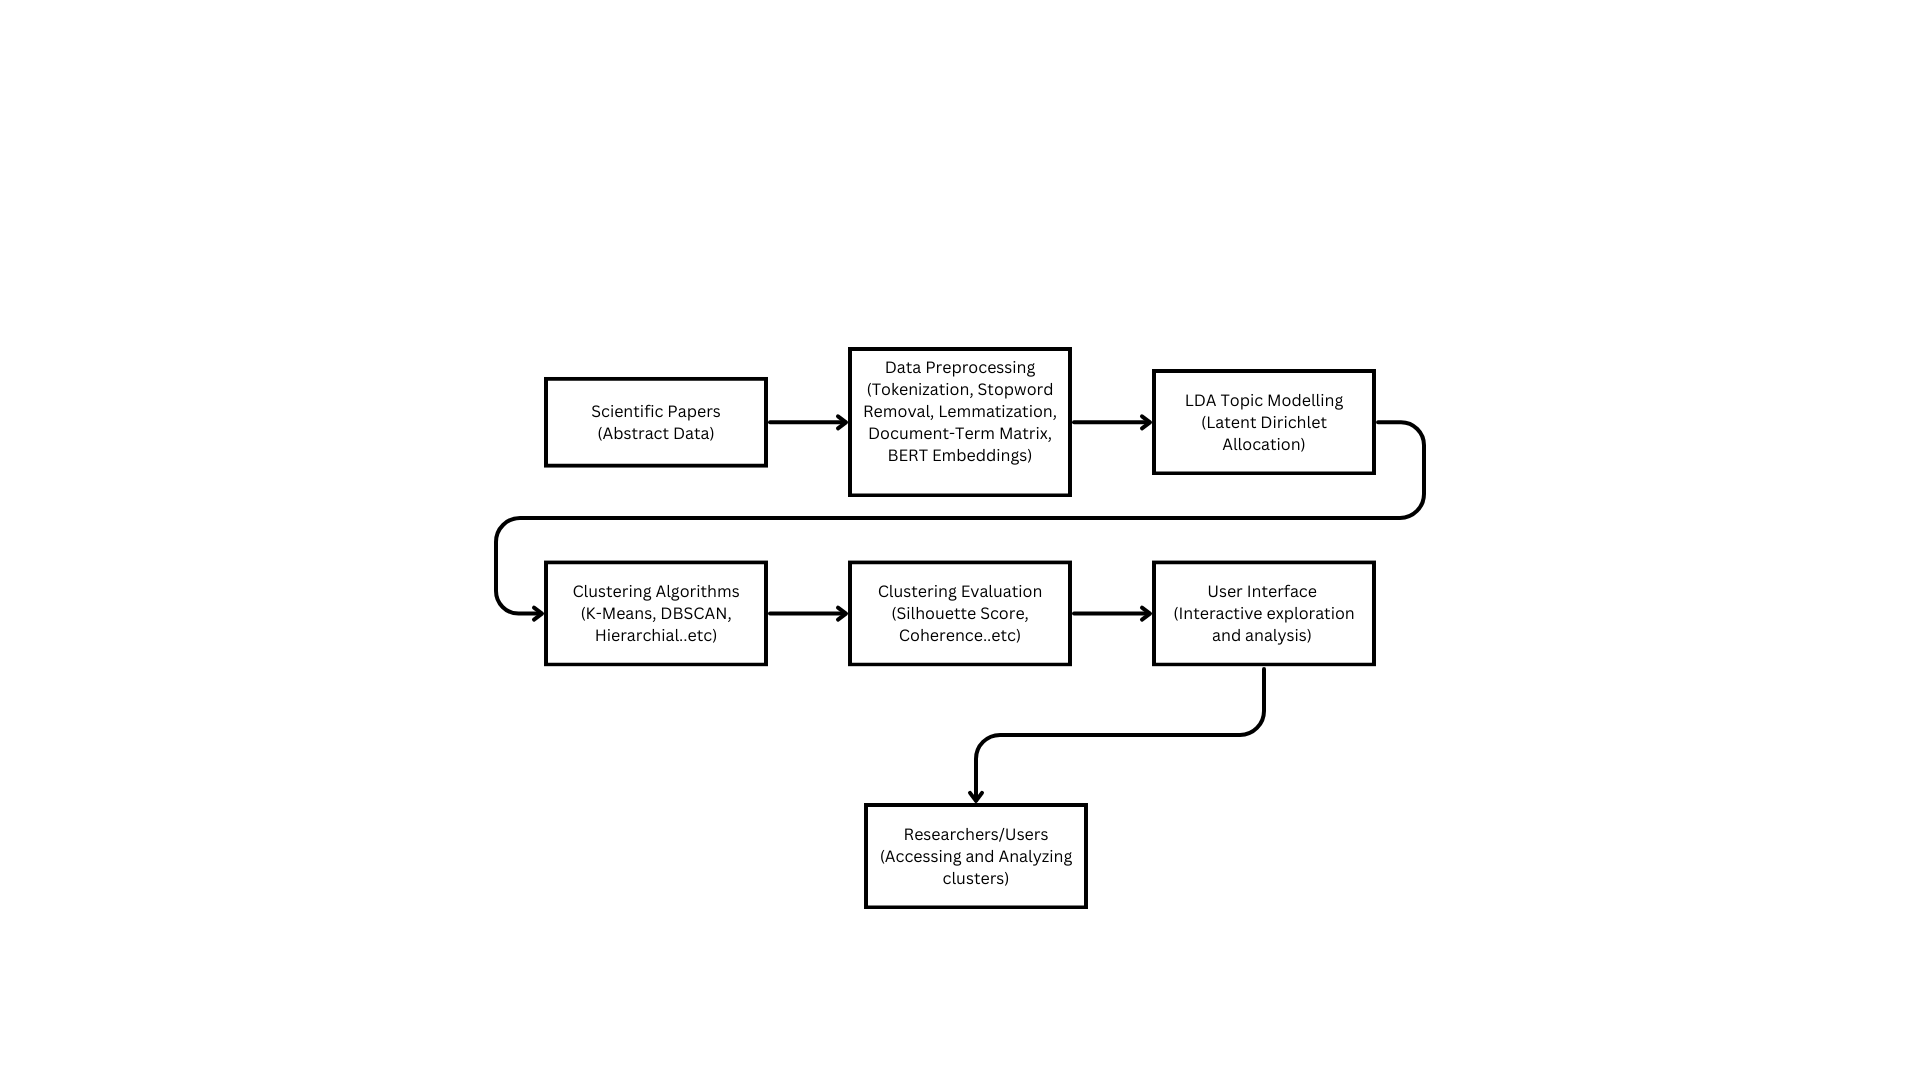 Scientific Papers
(Abstract Data)
Data Preprocessing
(Tokenization, Stopword
Removal, Lemmatization,
Document-Term Matrix,
BERT Embeddings)
LDA Topic Modelling
(Latent Dirichlet
Allocation)
Clustering Algorithms
(K-Means, DBSCAN,
Hierarchial..etc)
Clustering Evaluation
(Silhouette Score,
Coherence..etc)
User Interface
(Interactive exploration
and analysis)
Researchers/Users
(Accessing and Analyzing
clusters)